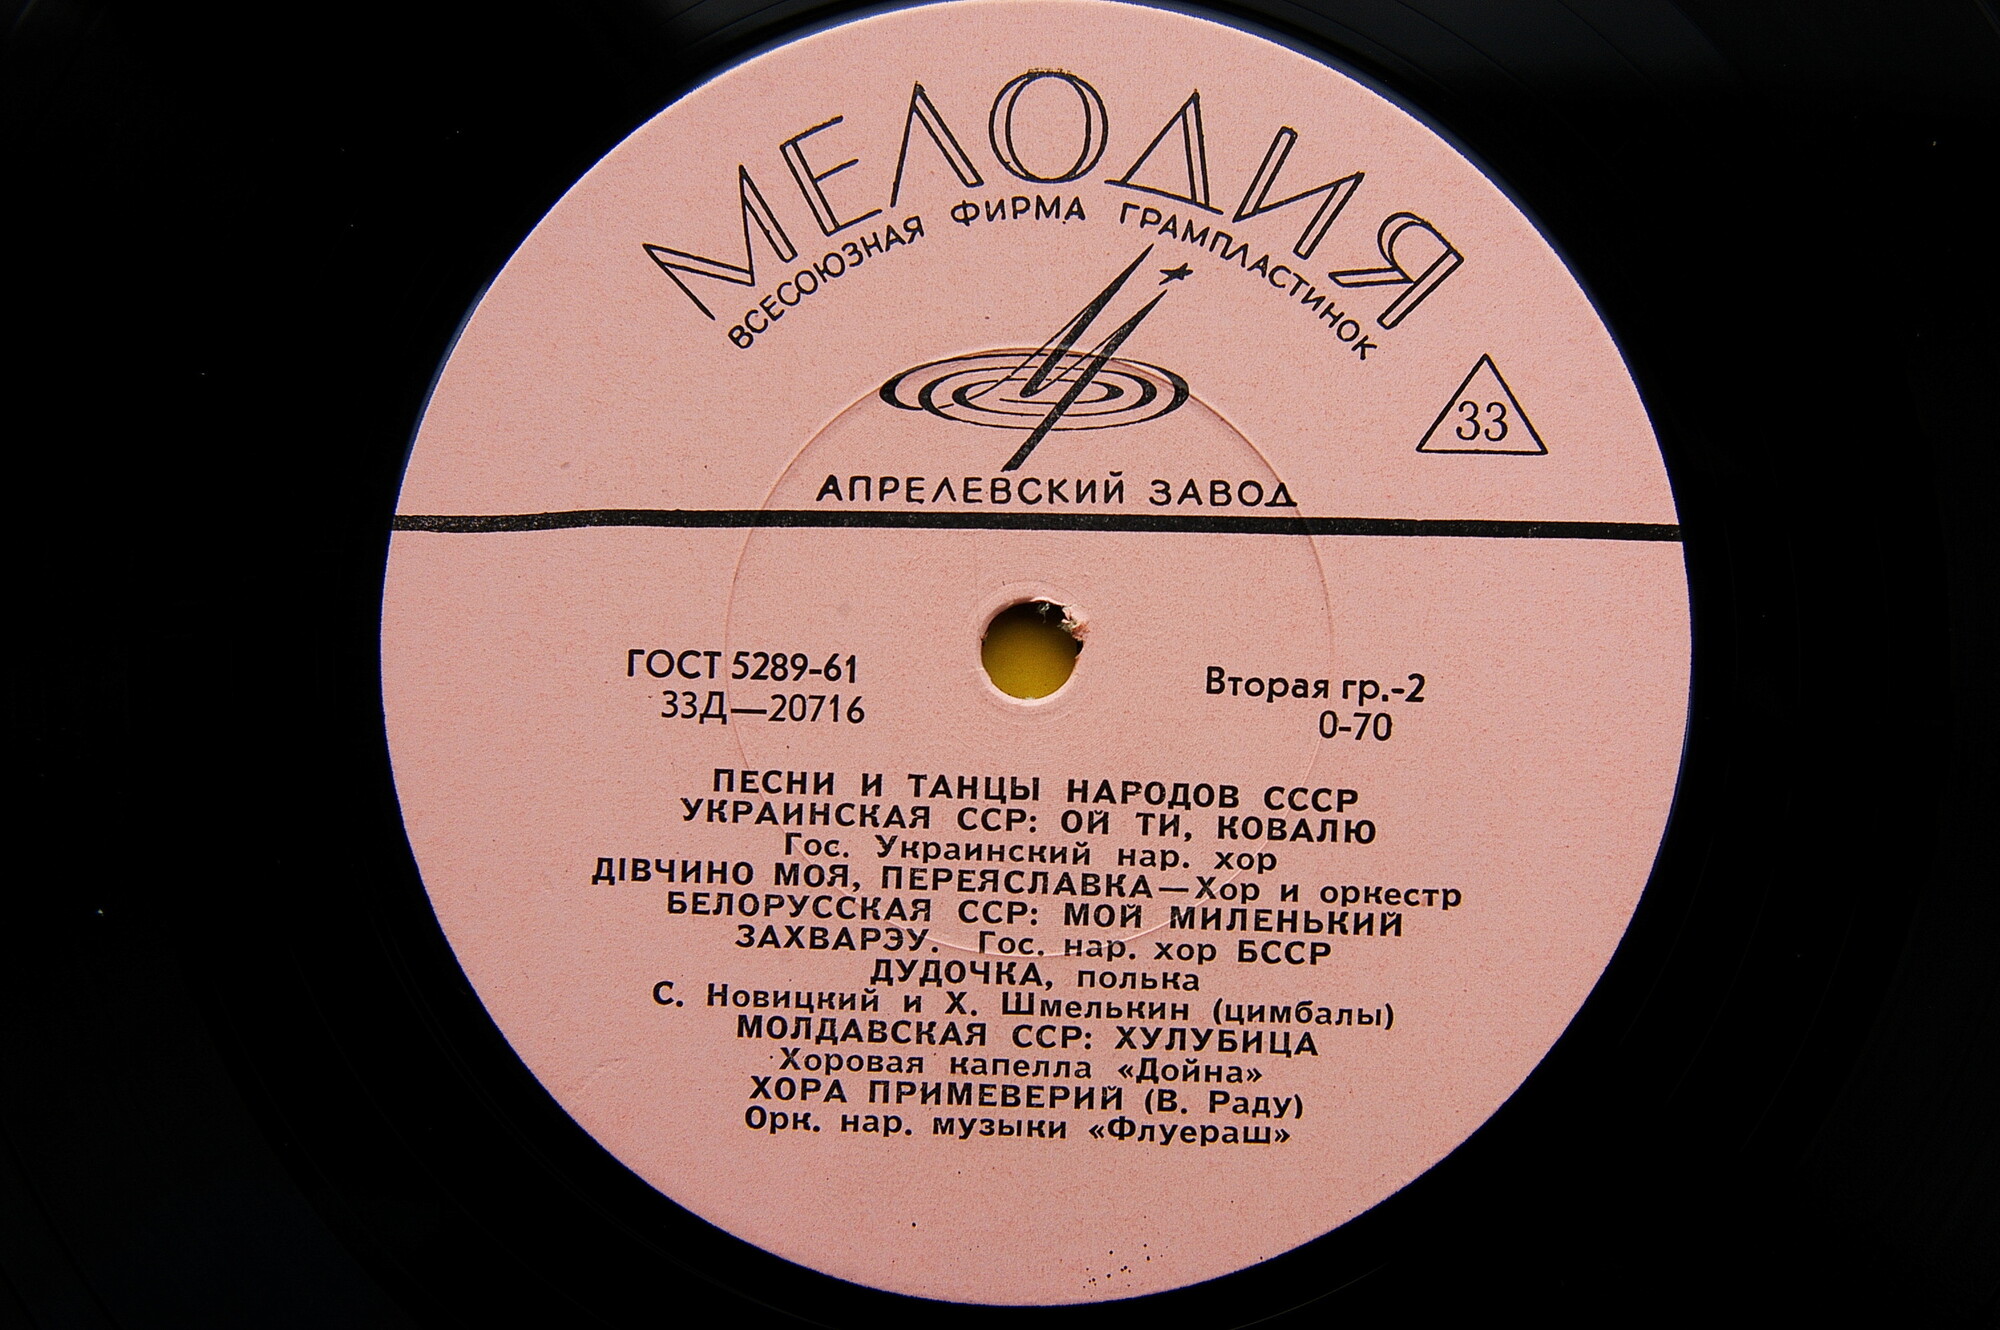 МЕЛОДИЯ
ВСЕСОЮЗНАЯ ФИРМА ГРАМПЛАСТИНОК
33
АПРЕЛЕВСКИЙ ЗАВОД
ГОСТ 5289-61
33Д—20716
Вторая гр.-2
0-70
ПЕСНИ И ТАНЦЫ НАРОДОВ СССР
УКРАИНСКАЯ ССР: ОЙ ТИ, КОВАЛЮ
Гос. Украинский нар. хор
ДІВЧИНО МОЯ, ПЕРЕЯСЛАВКА—Хор и оркестр
БЕЛОРУССКАЯ ССР: МОЙ МИЛЕНЬКИЙ
ЗАХВАРЭУ. Гос. нар. хор БССР
ДУДОЧКА, полька
С. Новицкий и Х. Шмелькин (цимбалы)
МОЛДАВСКАЯ ССР: ХУЛУБИЦА
Хоровая капелла «Дойна»
ХОРА ПРИМЕВЕРИЙ (В. Раду)
Орк. нар. музыки «Флуераш»